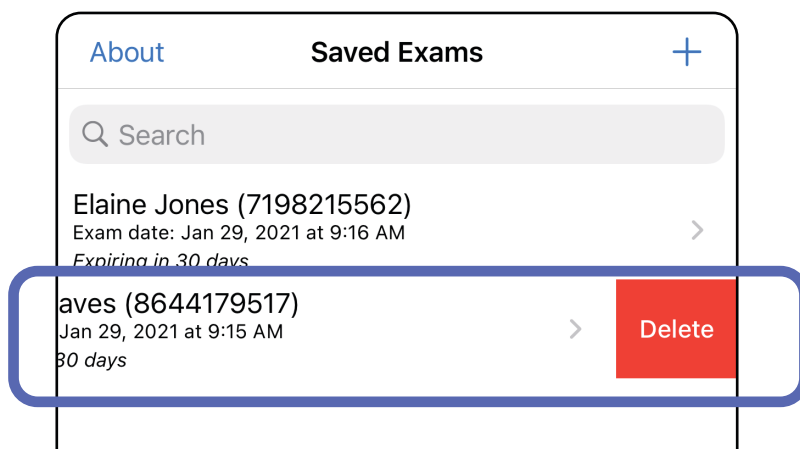 About Saved Exams +
Search
Elaine Jones (7198215562)
Exam date: Jan 29, 2021 at 9:16 AM
Expiring in 30 days
aves (8644179517)
Jan 29, 2021 at 9:15 AM
30 days
Delete